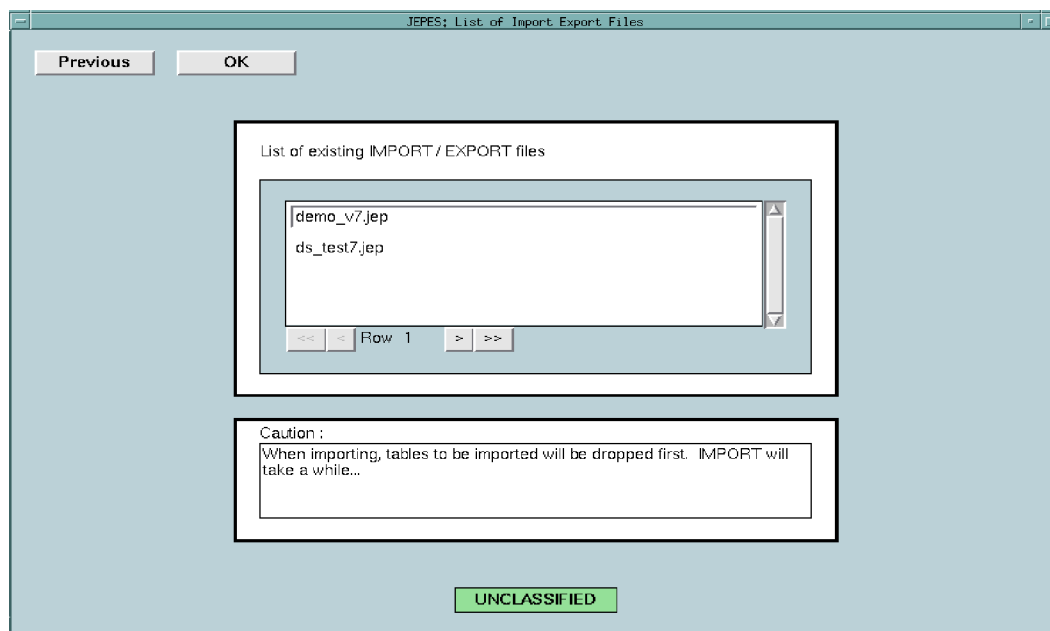 JEPES: List of Import Export Files
Previous OK
List of existing IMPORT / EXPORT files
demo_v7.jep
ds_test7.jep
<< < Row 1 > >>
Caution :
When importing, tables to be imported will be dropped first. IMPORT will
take a while...
UNCLASSIFIED